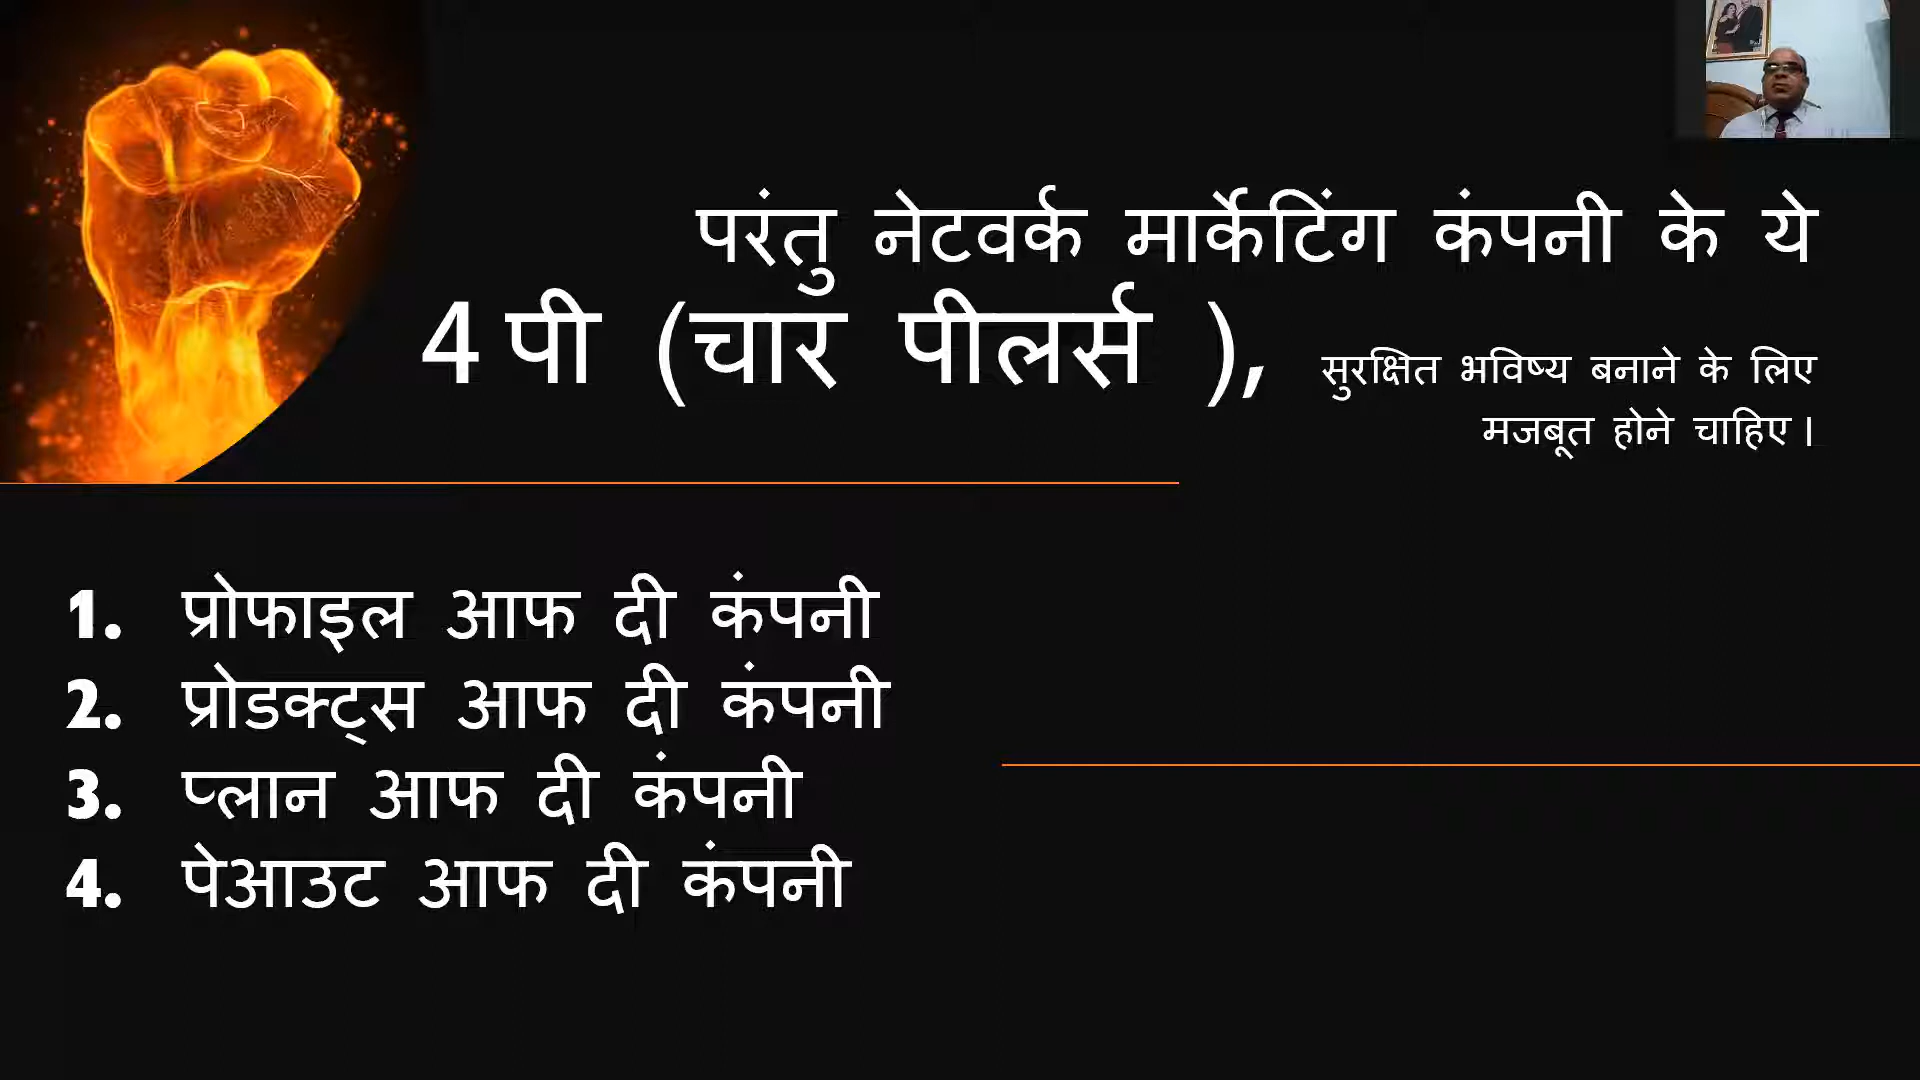 परंतु नेटवर्क मार्केटिंग कंपनी के ये
4 पी (चार पीलर्स ), सुरक्षित भविष्य बनाने के लिए
मजबूत होने चाहिए ।
1. प्रोफाइल आफ दी कंपनी
2. प्रोडक्ट्स आफ दी कंपनी
3. प्लान आफ दी कंपनी
4. पेआउट आफ दी कंपनी